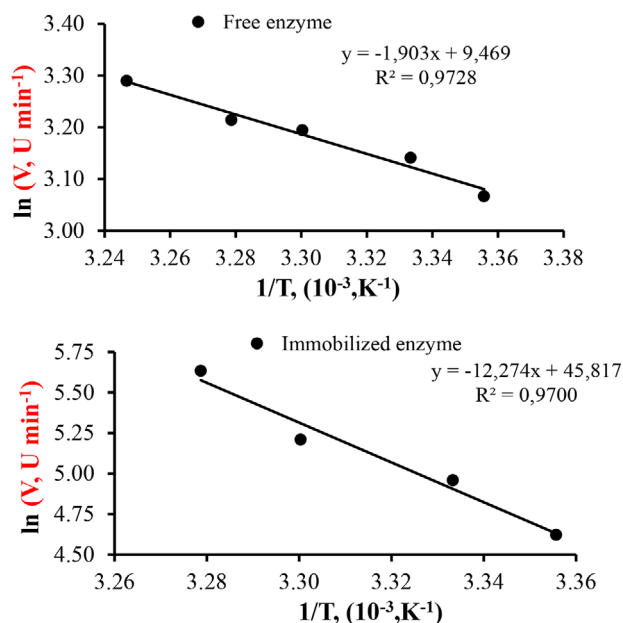 Free enzyme
y = -1,903x + 9,469
R² = 0,9728
ln (V, U min⁻¹)
3.40
3.30
3.20
3.10
3.00
3.24 3.26 3.28 3.30 3.32 3.34 3.36 3.38
1/T, (10⁻³,K⁻¹)
Immobilized enzyme
y = -12,274x + 45,817
R² = 0,9700
ln (V, U min⁻¹)
5.75
5.50
5.25
5.00
4.75
4.50
3.26 3.28 3.30 3.32 3.34 3.36
1/T, (10⁻³,K⁻¹)